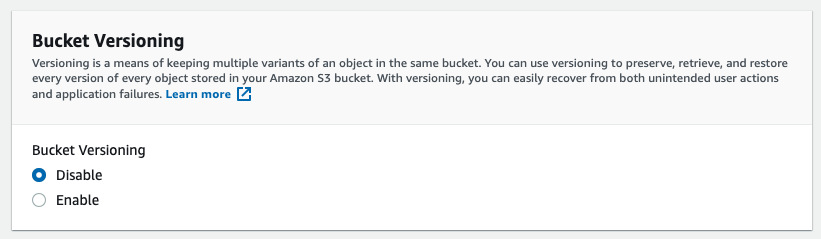 Bucket Versioning
Versioning is a means of keeping multiple variants of an object in the same bucket. You can use versioning to preserve, retrieve, and restore
every version of every object stored in your Amazon S3 bucket. With versioning, you can easily recover from both unintended user actions
and application failures. Learn more
Bucket Versioning
Disable
Enable